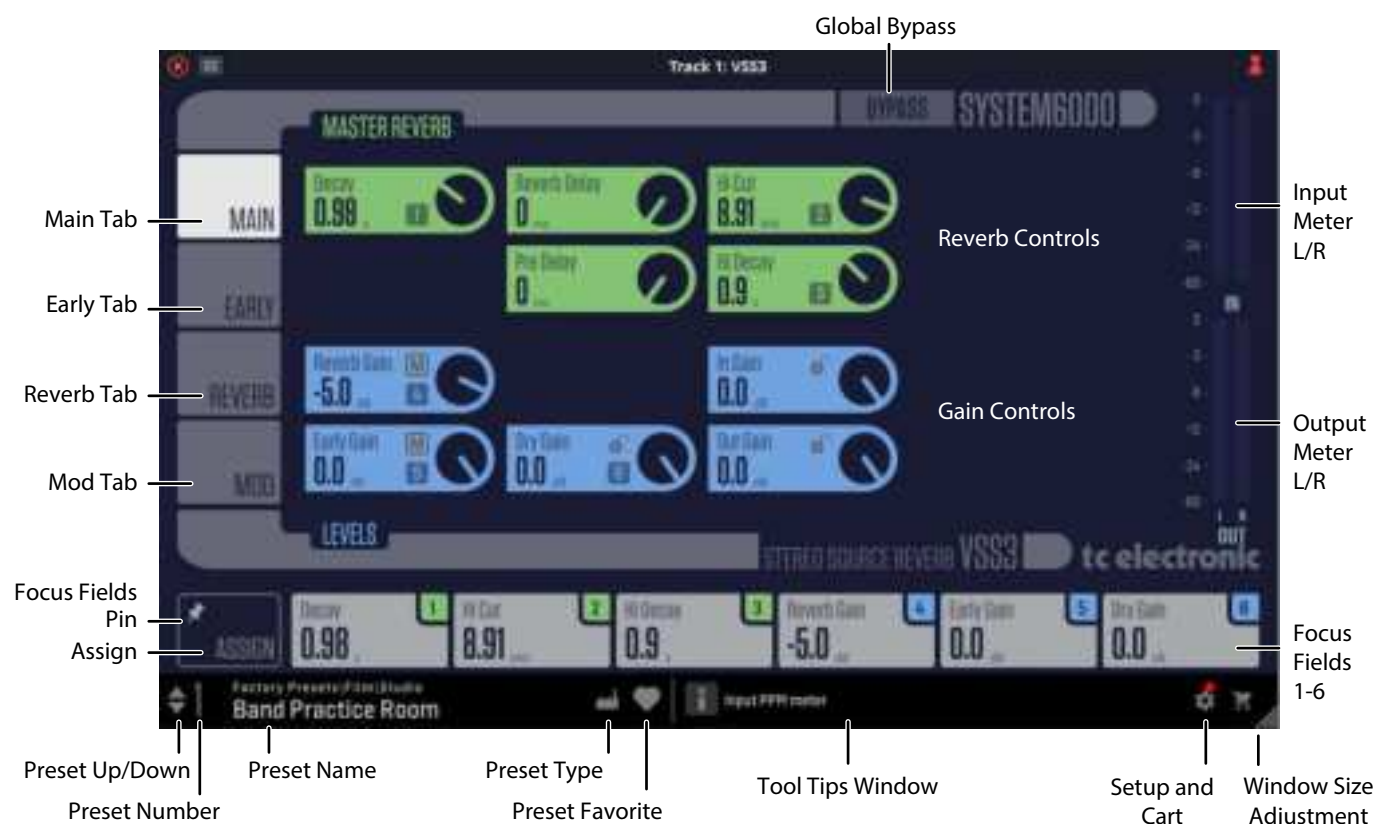 Global Bypass
Track 1: VSS3
BYPASS
SYSTEM6000
MASTER REVERB
Main Tab
MAIN
Decay
0.98
Reverb Delay
0
Hi Cut
8.91
Reverb Controls
Input
Meter
L/R
Early Tab
EARLY
Pre Delay
0
Hi Decay
0.9
IN
Reverb Tab
REVERB
Reverb Gain
-5.0
In Gain
0.0
Gain Controls
Output
Meter
L/R
Mod Tab
MOD
Early Gain
0.0
Dry Gain
0.0
Out Gain
0.0
LEVELS
L R
OUT
STEREO SOURCE REVERB VSS3
tc electronic
Focus Fields
Pin
Assign
ASSIGN
Decay 1
0.98
Hi Cut 2
8.91
Hi Decay 3
0.9
Reverb Gain 4
-5.0
Early Gain 5
0.0
Dry Gain 6
0.0
Focus
Fields
1-6
Factory Presets|Film|Studio
Band Practice Room
Input PPM meter
Preset Up/Down
Preset Number
Preset Name
Preset Type
Preset Favorite
Tool Tips Window
Setup and
Cart
Window Size
Adjustment